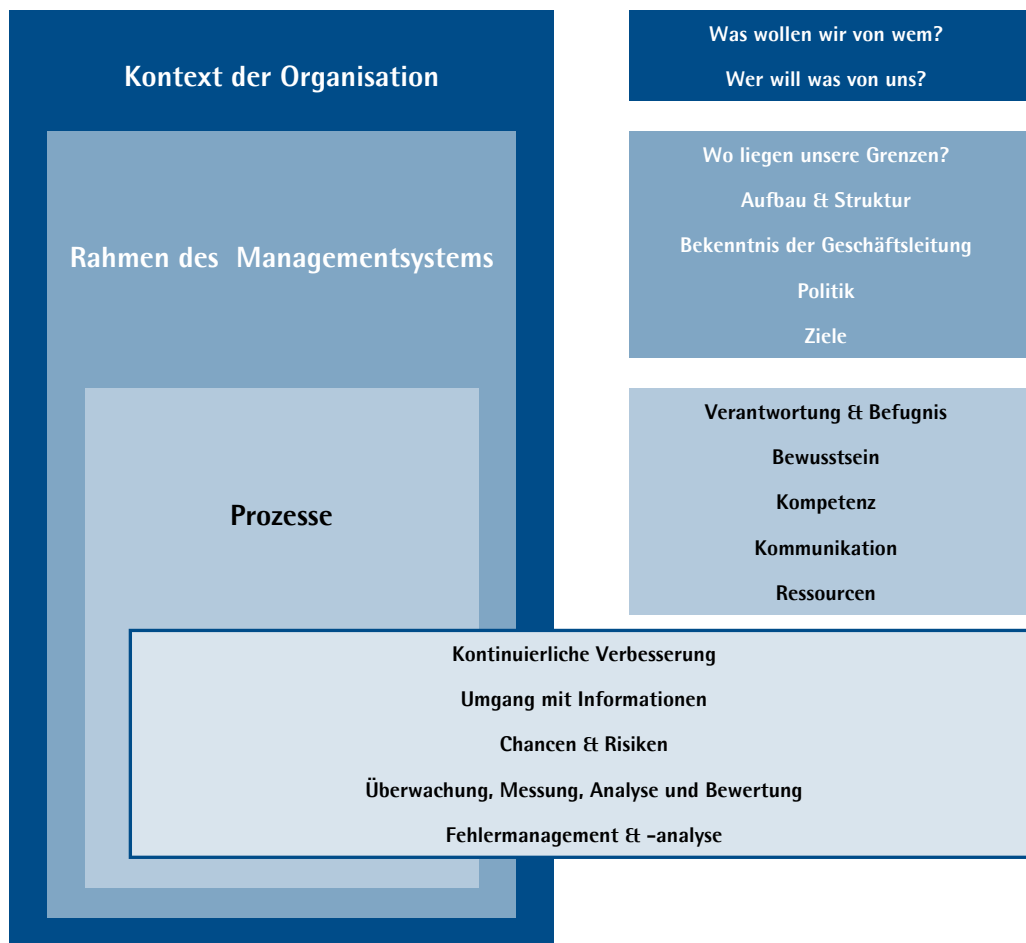 Kontext der Organisation
Was wollen wir von wem?
Wer will was von uns?
Rahmen des Managementsystems
Wo liegen unsere Grenzen?
Aufbau & Struktur
Bekenntnis der Geschäftsleitung
Politik
Ziele
Prozesse
Verantwortung & Befugnis
Bewusstsein
Kompetenz
Kommunikation
Ressourcen
Kontinuierliche Verbesserung
Umgang mit Informationen
Chancen & Risiken
Überwachung, Messung, Analyse und Bewertung
Fehlermanagement & -analyse